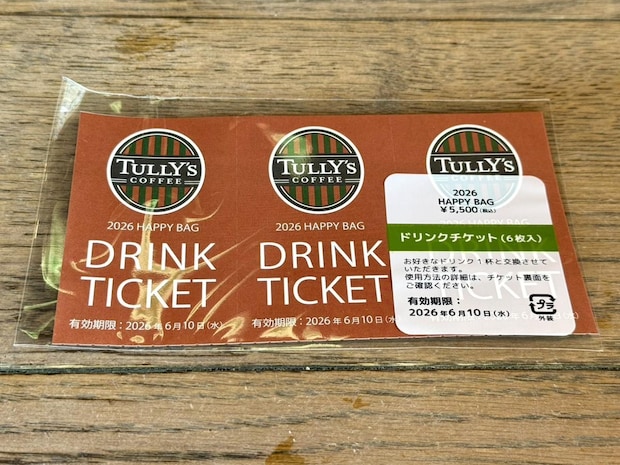 TULLY'S
COFFEE
2026 HAPPY BAG
DRINK
TICKET
有効期限：2026年6月10日(水)
TULLY'S
COFFEE
2026 HAPPY BAG
DRINK
TICKET
有効期限：2026年6月10日(水
TULLY'S
COFFEE
TICKET
2026
HAPPY BAG
¥5,500(税込)
ドリンクチケット(6枚入)
お好きなドリンク1杯と交換させて
いただきます。
使用方法の詳細は、チケット裏面を
ご確認ください。
有効期限：
2026年6月10日(水)
プラ
外装